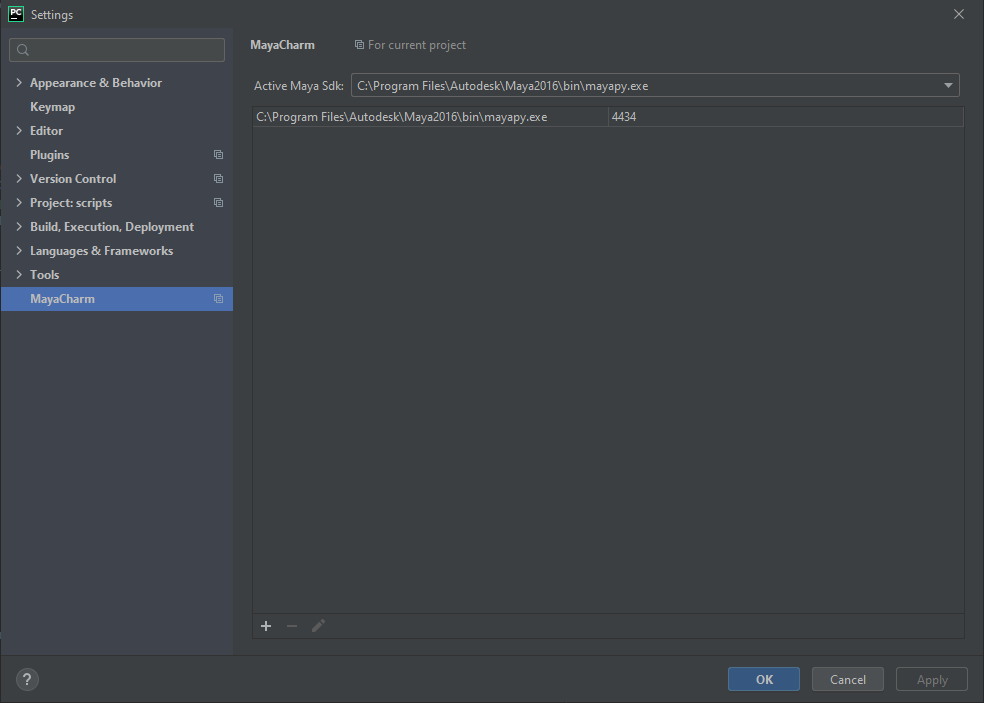 PC Settings
MayaCharm For current project
Appearance & Behavior
Keymap
Editor
Plugins
Version Control
Project: scripts
Build, Execution, Deployment
Languages & Frameworks
Tools
MayaCharm
Active Maya Sdk: C:\Program Files\Autodesk\Maya2016\bin\mayapy.exe
C:\Program Files\Autodesk\Maya2016\bin\mayapy.exe 4434
? OK Cancel Apply